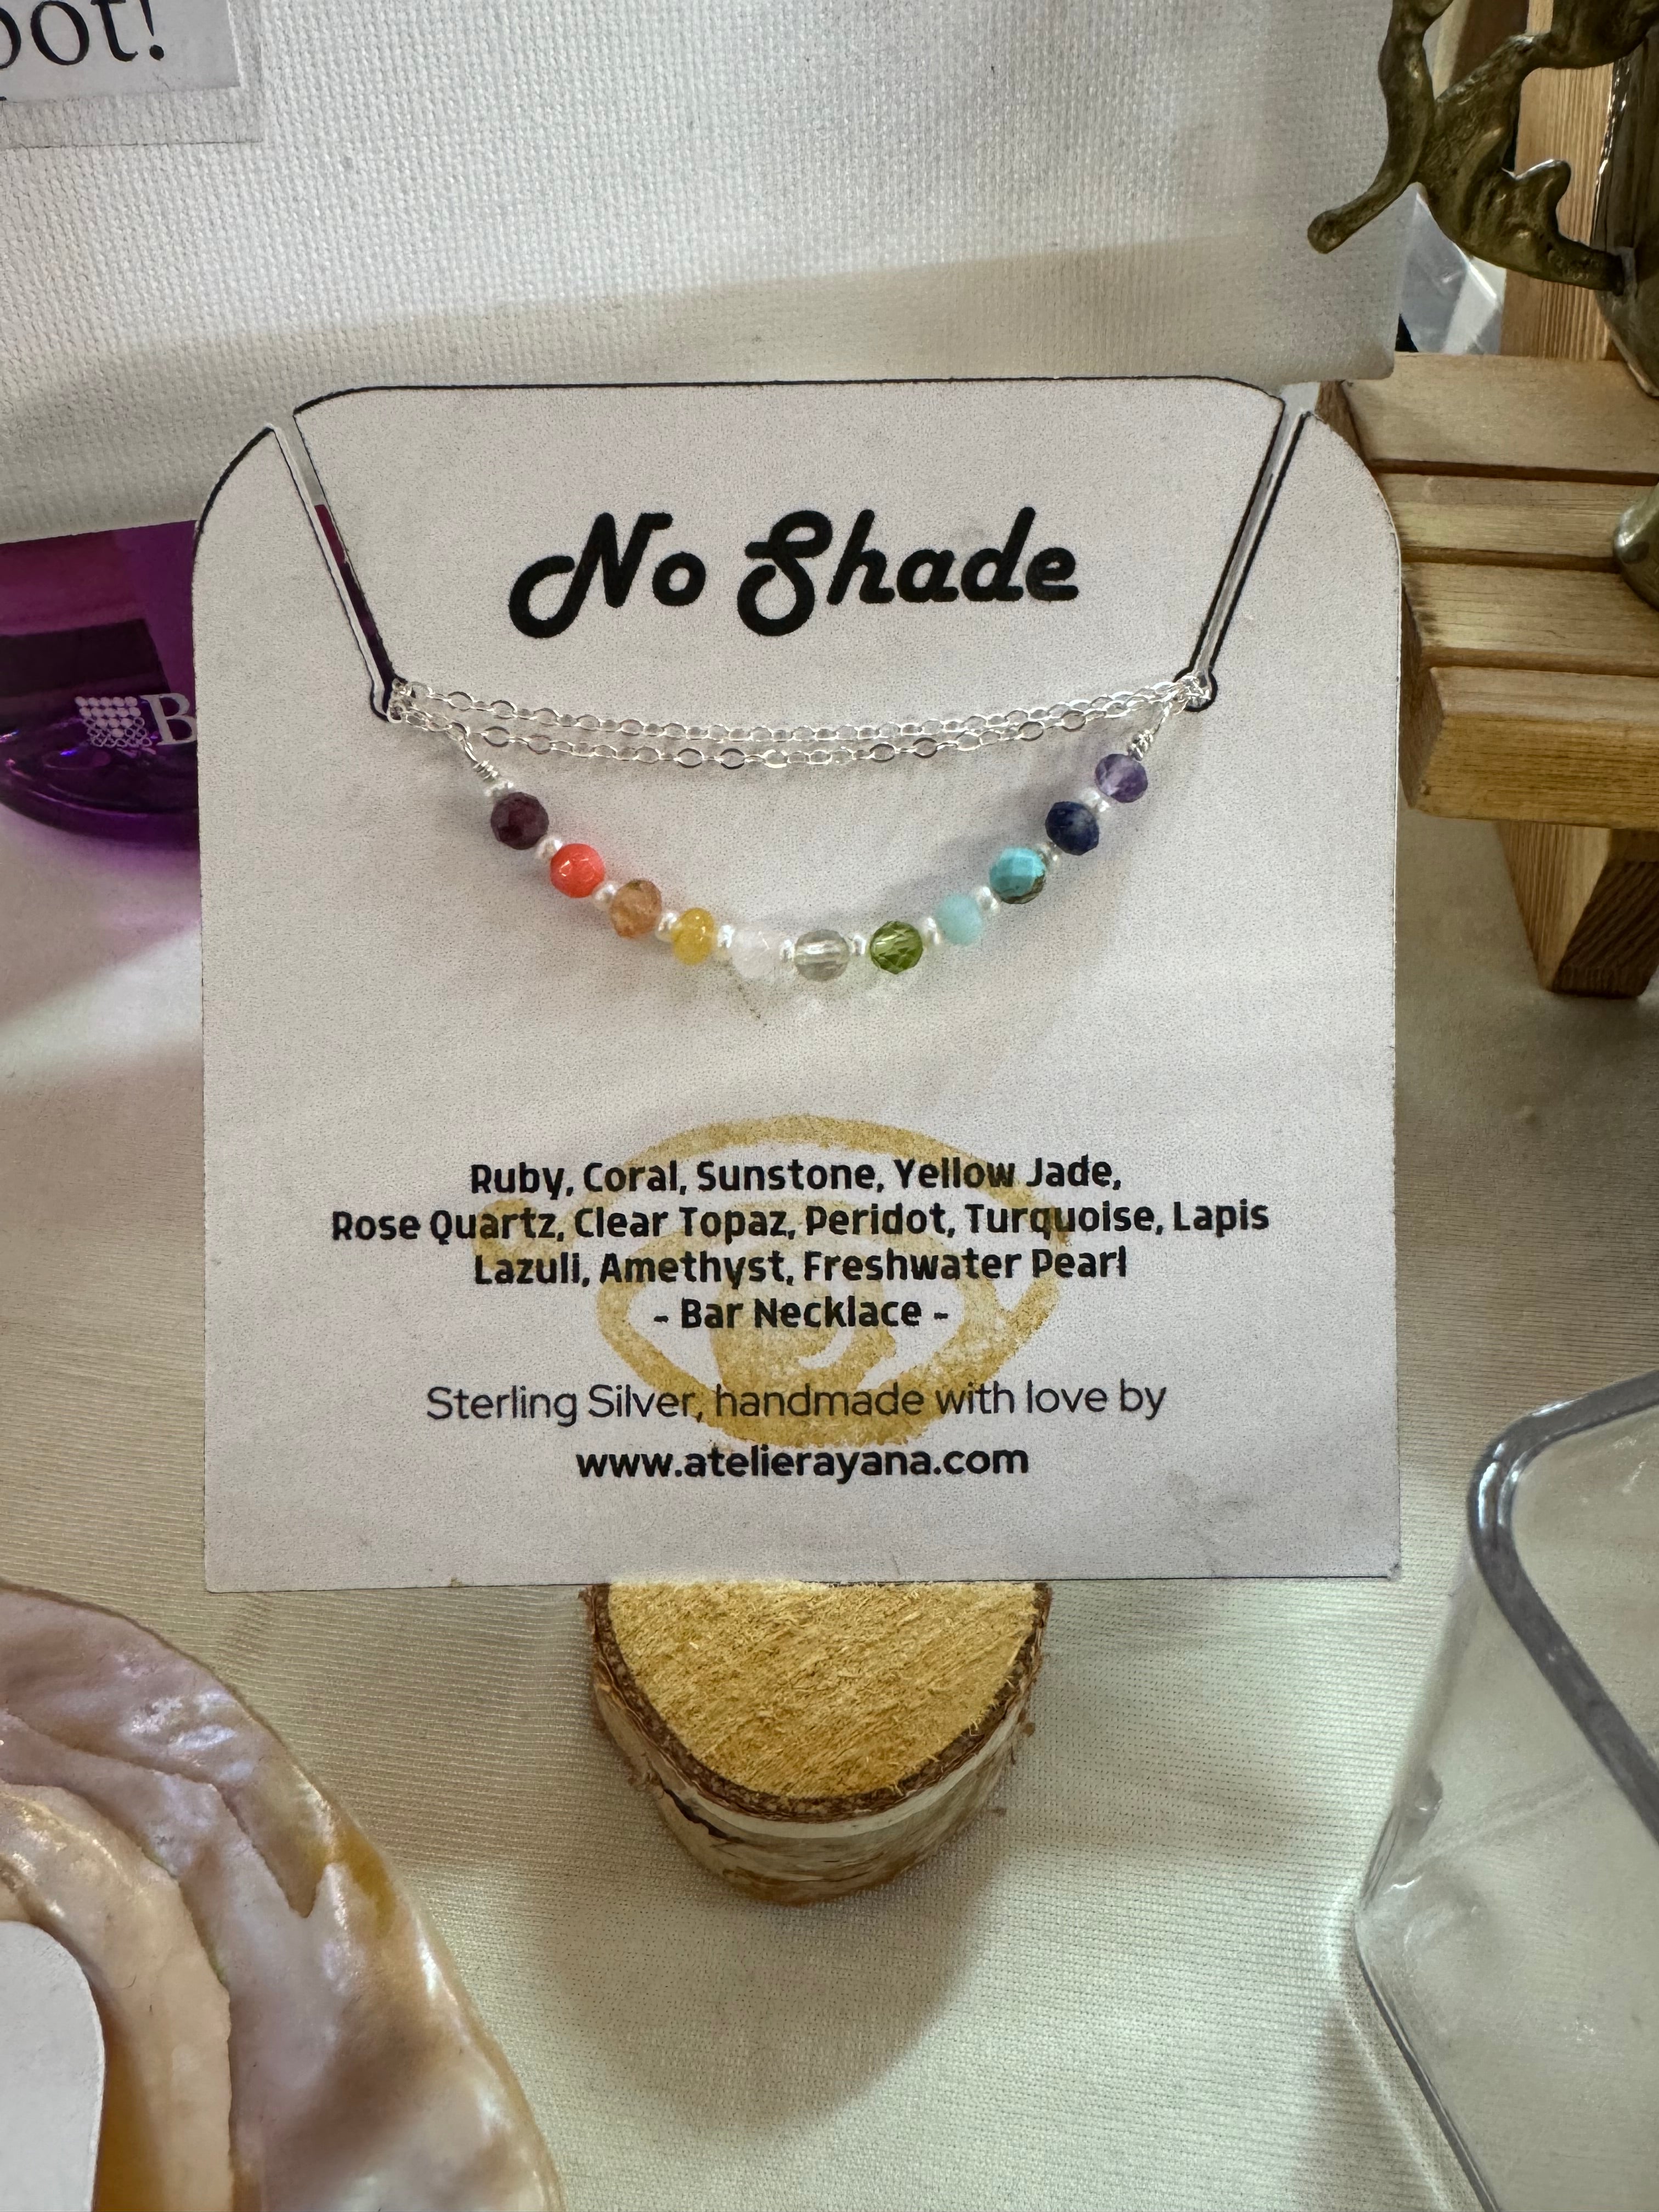 No Shade
Ruby, Coral, Sunstone, Yellow Jade,
Rose Quartz, Clear Topaz, Peridot, Turquoise, Lapis
Lazuli, Amethyst, Freshwater Pearl
- Bar Necklace -
Sterling Silver, handmade with love by
www.atelierayana.com